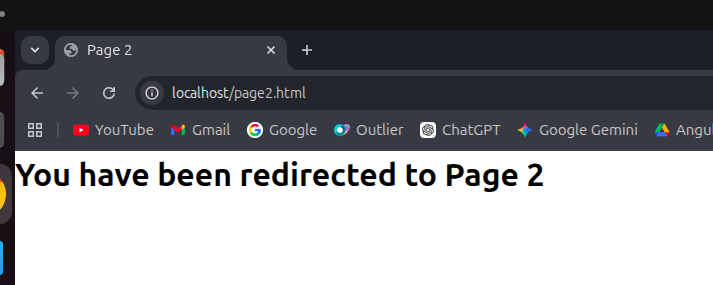 Page 2
localhost/page2.html
YouTube Gmail Google Outlier ChatGPT Google Gemini Angu
You have been redirected to Page 2